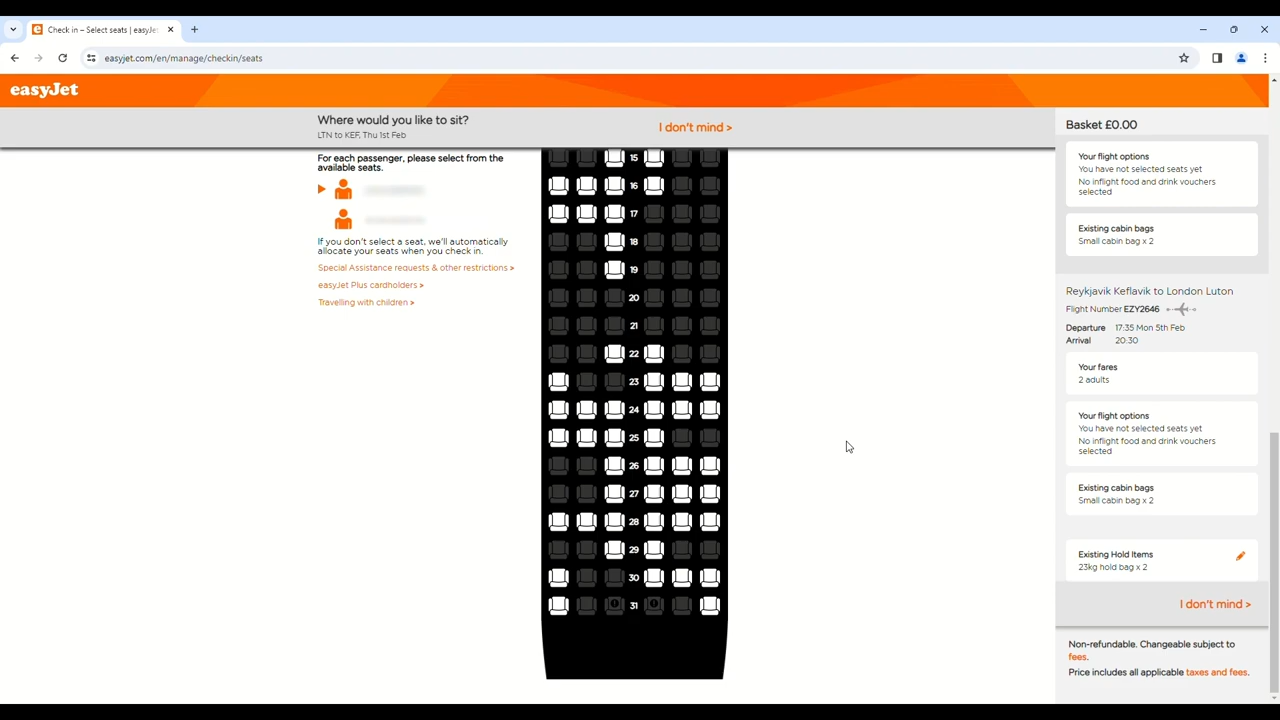 Check in – Select seats | easyJe
easyjet.com/en/manage/checkin/seats
easyJet
Where would you like to sit?
LTN to KEF, Thu 1st Feb
I don't mind >
For each passenger, please select from the
available seats.
If you don't select a seat, we'll automatically
allocate your seats when you check in.
Special Assistance requests & other restrictions >
easyJet Plus cardholders >
Travelling with children >
15
16
17
18
19
20
21
22
23
24
25
26
27
28
29
30
31
Basket £0.00
Your flight options
You have not selected seats yet
No inflight food and drink vouchers
selected
Existing cabin bags
Small cabin bag x 2
Reykjavik Keflavik to London Luton
Flight Number EZY2646
Departure 17:35 Mon 5th Feb
Arrival 20:30
Your fares
2 adults
Your flight options
You have not selected seats yet
No inflight food and drink vouchers
selected
Existing cabin bags
Small cabin bag x 2
Existing Hold Items
23kg hold bag x 2
I don't mind >
Non-refundable. Changeable subject to
fees.
Price includes all applicable taxes and fees.